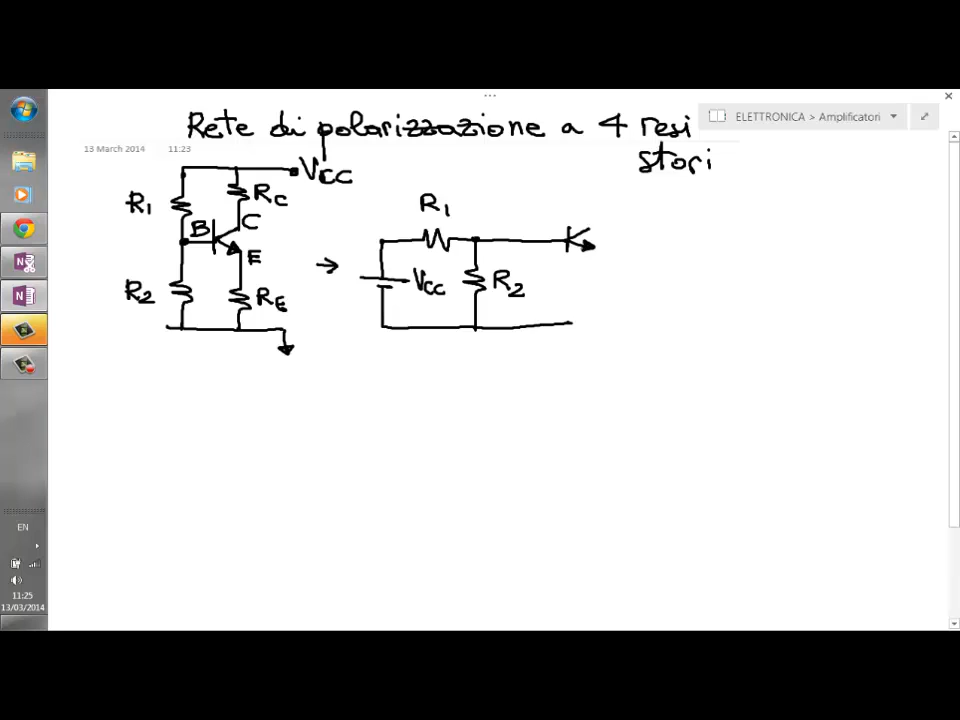 Rete di polarizzazione a 4 resi
stori
ELETTRONICA > Amplificatori
13 March 2014 11:23
VCC
R1
RC
B
C
E
R2
RE
R1
VCC
R2
EN
11:25
13/03/2014